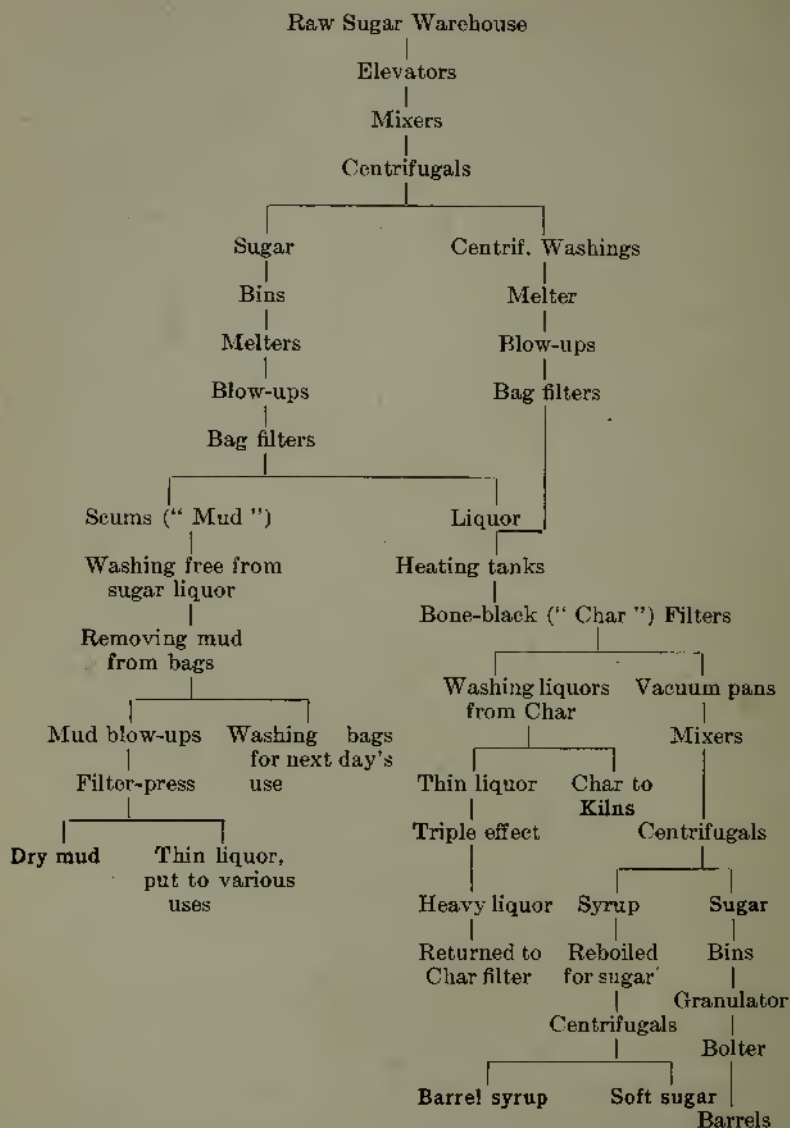 Raw Sugar Warehouse
Elevators
Mixers
Centrifugals
Sugar
Centrif. Washings
Bins
Melter
Melters
Blow-ups
Blow-ups
Bag filters
Bag filters
Scums (“ Mud ”)
Liquor
Washing free from
sugar liquor
Heating tanks
Bone-black (“ Char ”) Filters
Removing mud
from bags
Washing liquors
from Char
Vacuum pans
Mud blow-ups
Washing bags
for next day's
use
Mixers
Filter-press
Thin liquor
Char to
Kilns
Triple effect
Centrifugals
Dry mud
Thin liquor,
put to various
uses
Heavy liquor
Syrup
Sugar
Returned to
Char filter
Reboiled
for sugar
Bins
Granulator
Centrifugals
Bolter
Barrel syrup
Soft sugar
Barrels